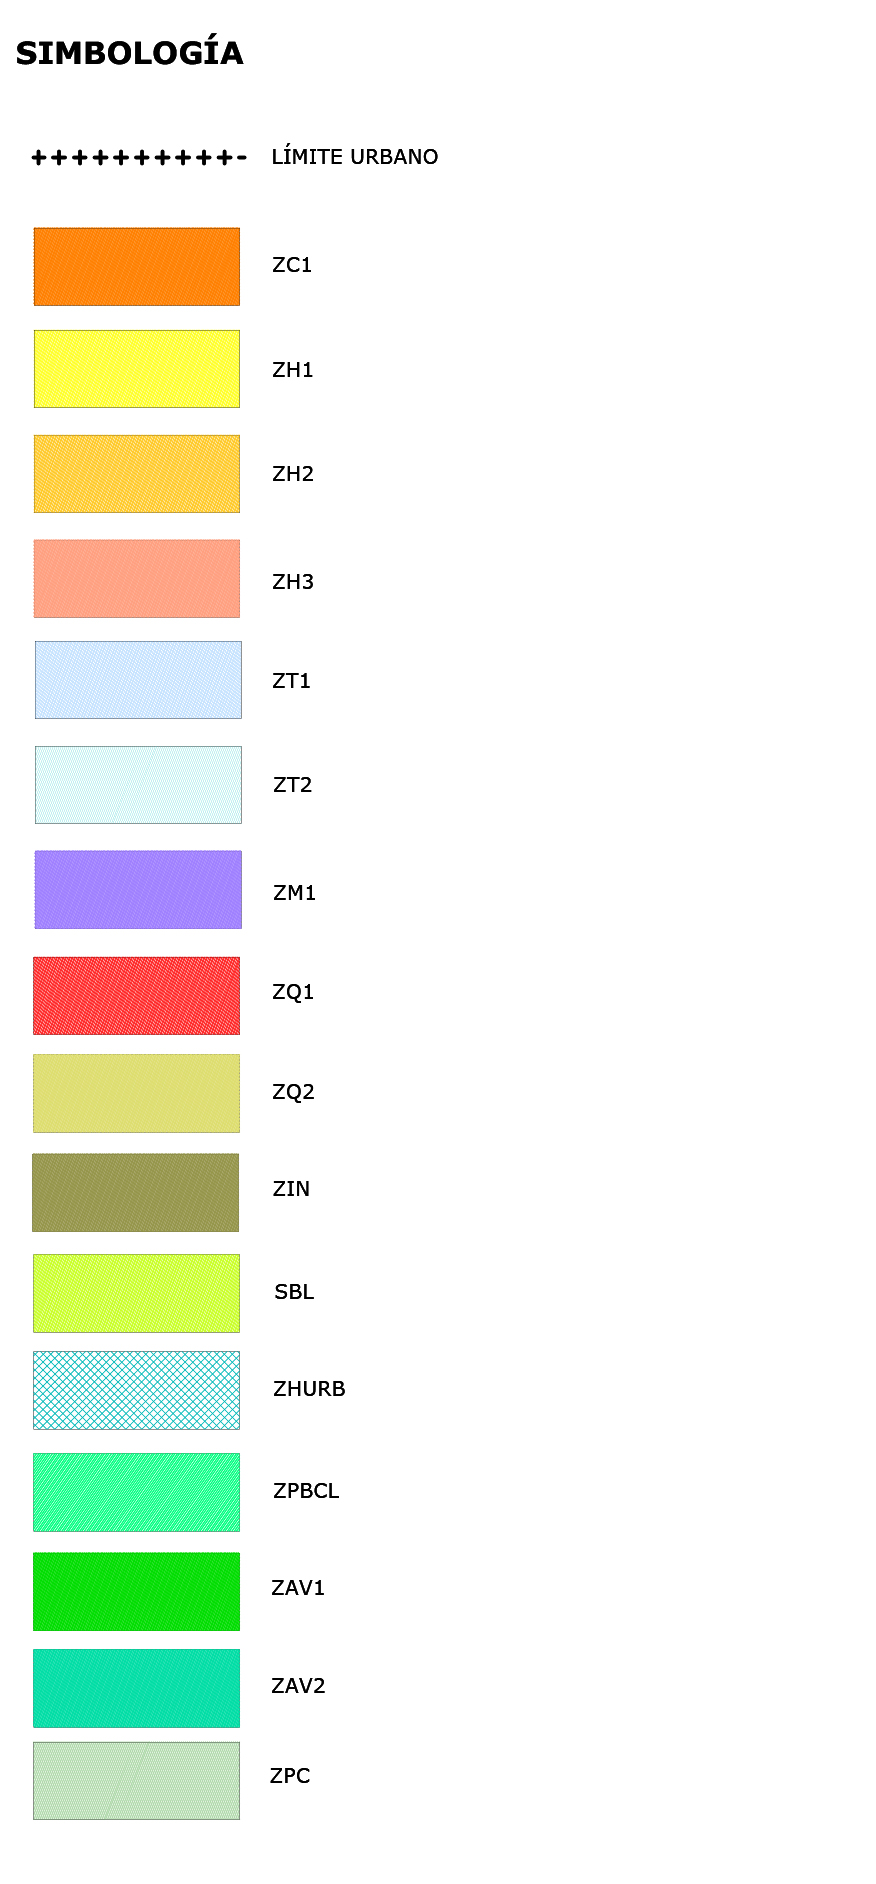 SIMBOLOGÍA
LÍMITE URBANO
ZC1
ZH1
ZH2
ZH3
ZT1
ZT2
ZM1
ZQ1
ZQ2
ZIN
SBL
ZHURB
ZPBCL
ZAV1
ZAV2
ZPC